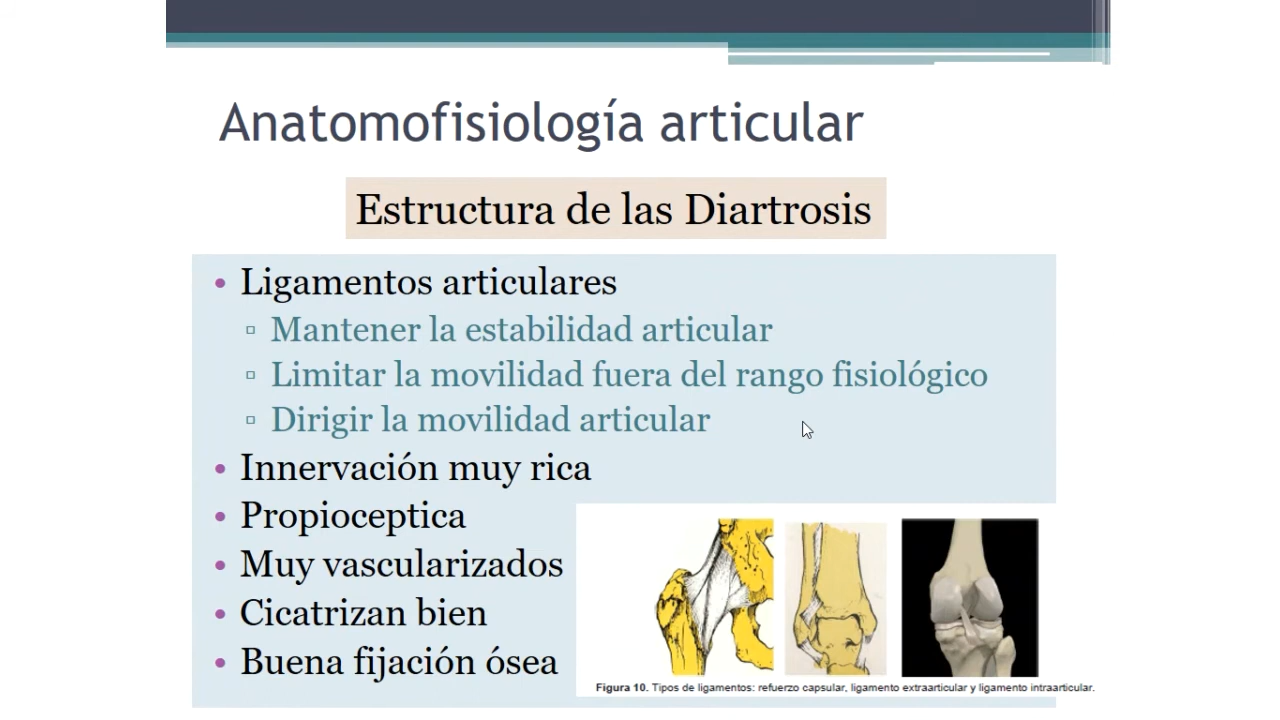 Anatomofisiología articular
Estructura de las Diartrosis
• Ligamentos articulares
▫ Mantener la estabilidad articular
▫ Limitar la movilidad fuera del rango fisiológico
▫ Dirigir la movilidad articular
• Innervación muy rica
• Propioceptica
• Muy vascularizados
• Cicatrizan bien
• Buena fijación ósea
Figura 10. Tipos de ligamentos: refuerzo capsular, ligamento extraarticular y ligamento intraarticular.